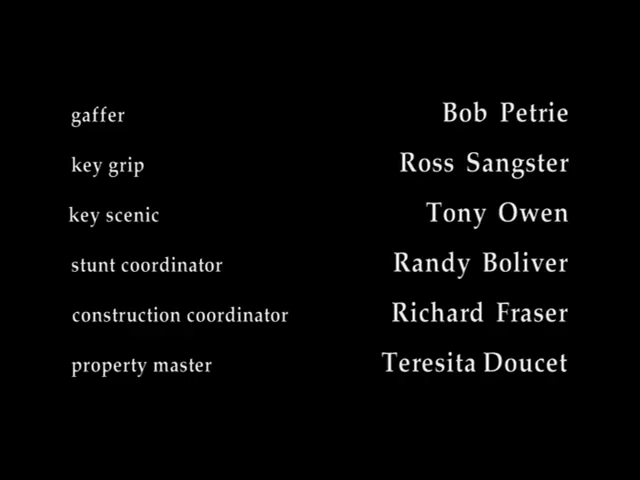 gaffer Bob Petrie
key grip Ross Sangster
key scenic Tony Owen
stunt coordinator Randy Boliver
construction coordinator Richard Fraser
property master Teresita Doucet